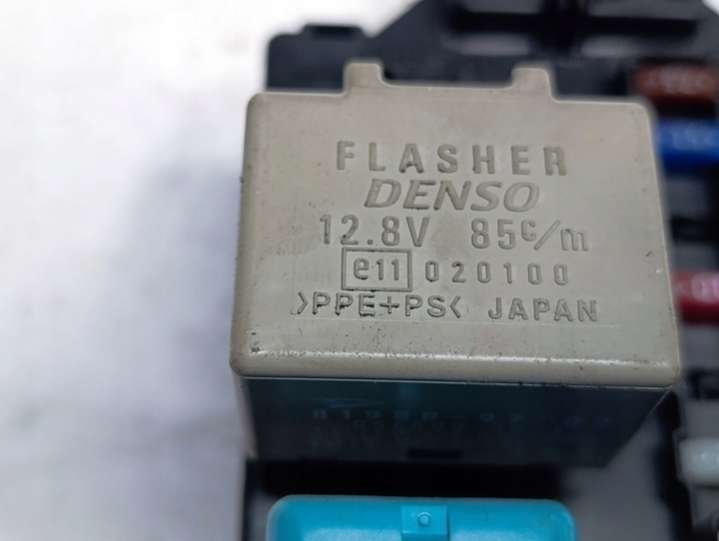 FLASHER
DENSO
12.8V 85c/m
e11 020100
>PPE+PS< JAPAN